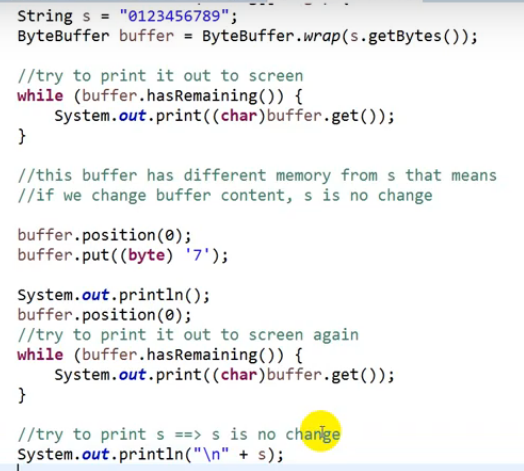 String s = "0123456789";
ByteBuffer buffer = ByteBuffer.wrap(s.getBytes());
//try to print it out to screen
while (buffer.hasRemaining()) {
System.out.print((char)buffer.get());
}
//this buffer has different memory from s that means
//if we change buffer content, s is no change
buffer.position(0);
buffer.put((byte) '7');
System.out.println();
buffer.position(0);
//try to print it out to screen again
while (buffer.hasRemaining()) {
System.out.print((char)buffer.get());
}
//try to print s ==> s is no change
System.out.println("\n" + s);